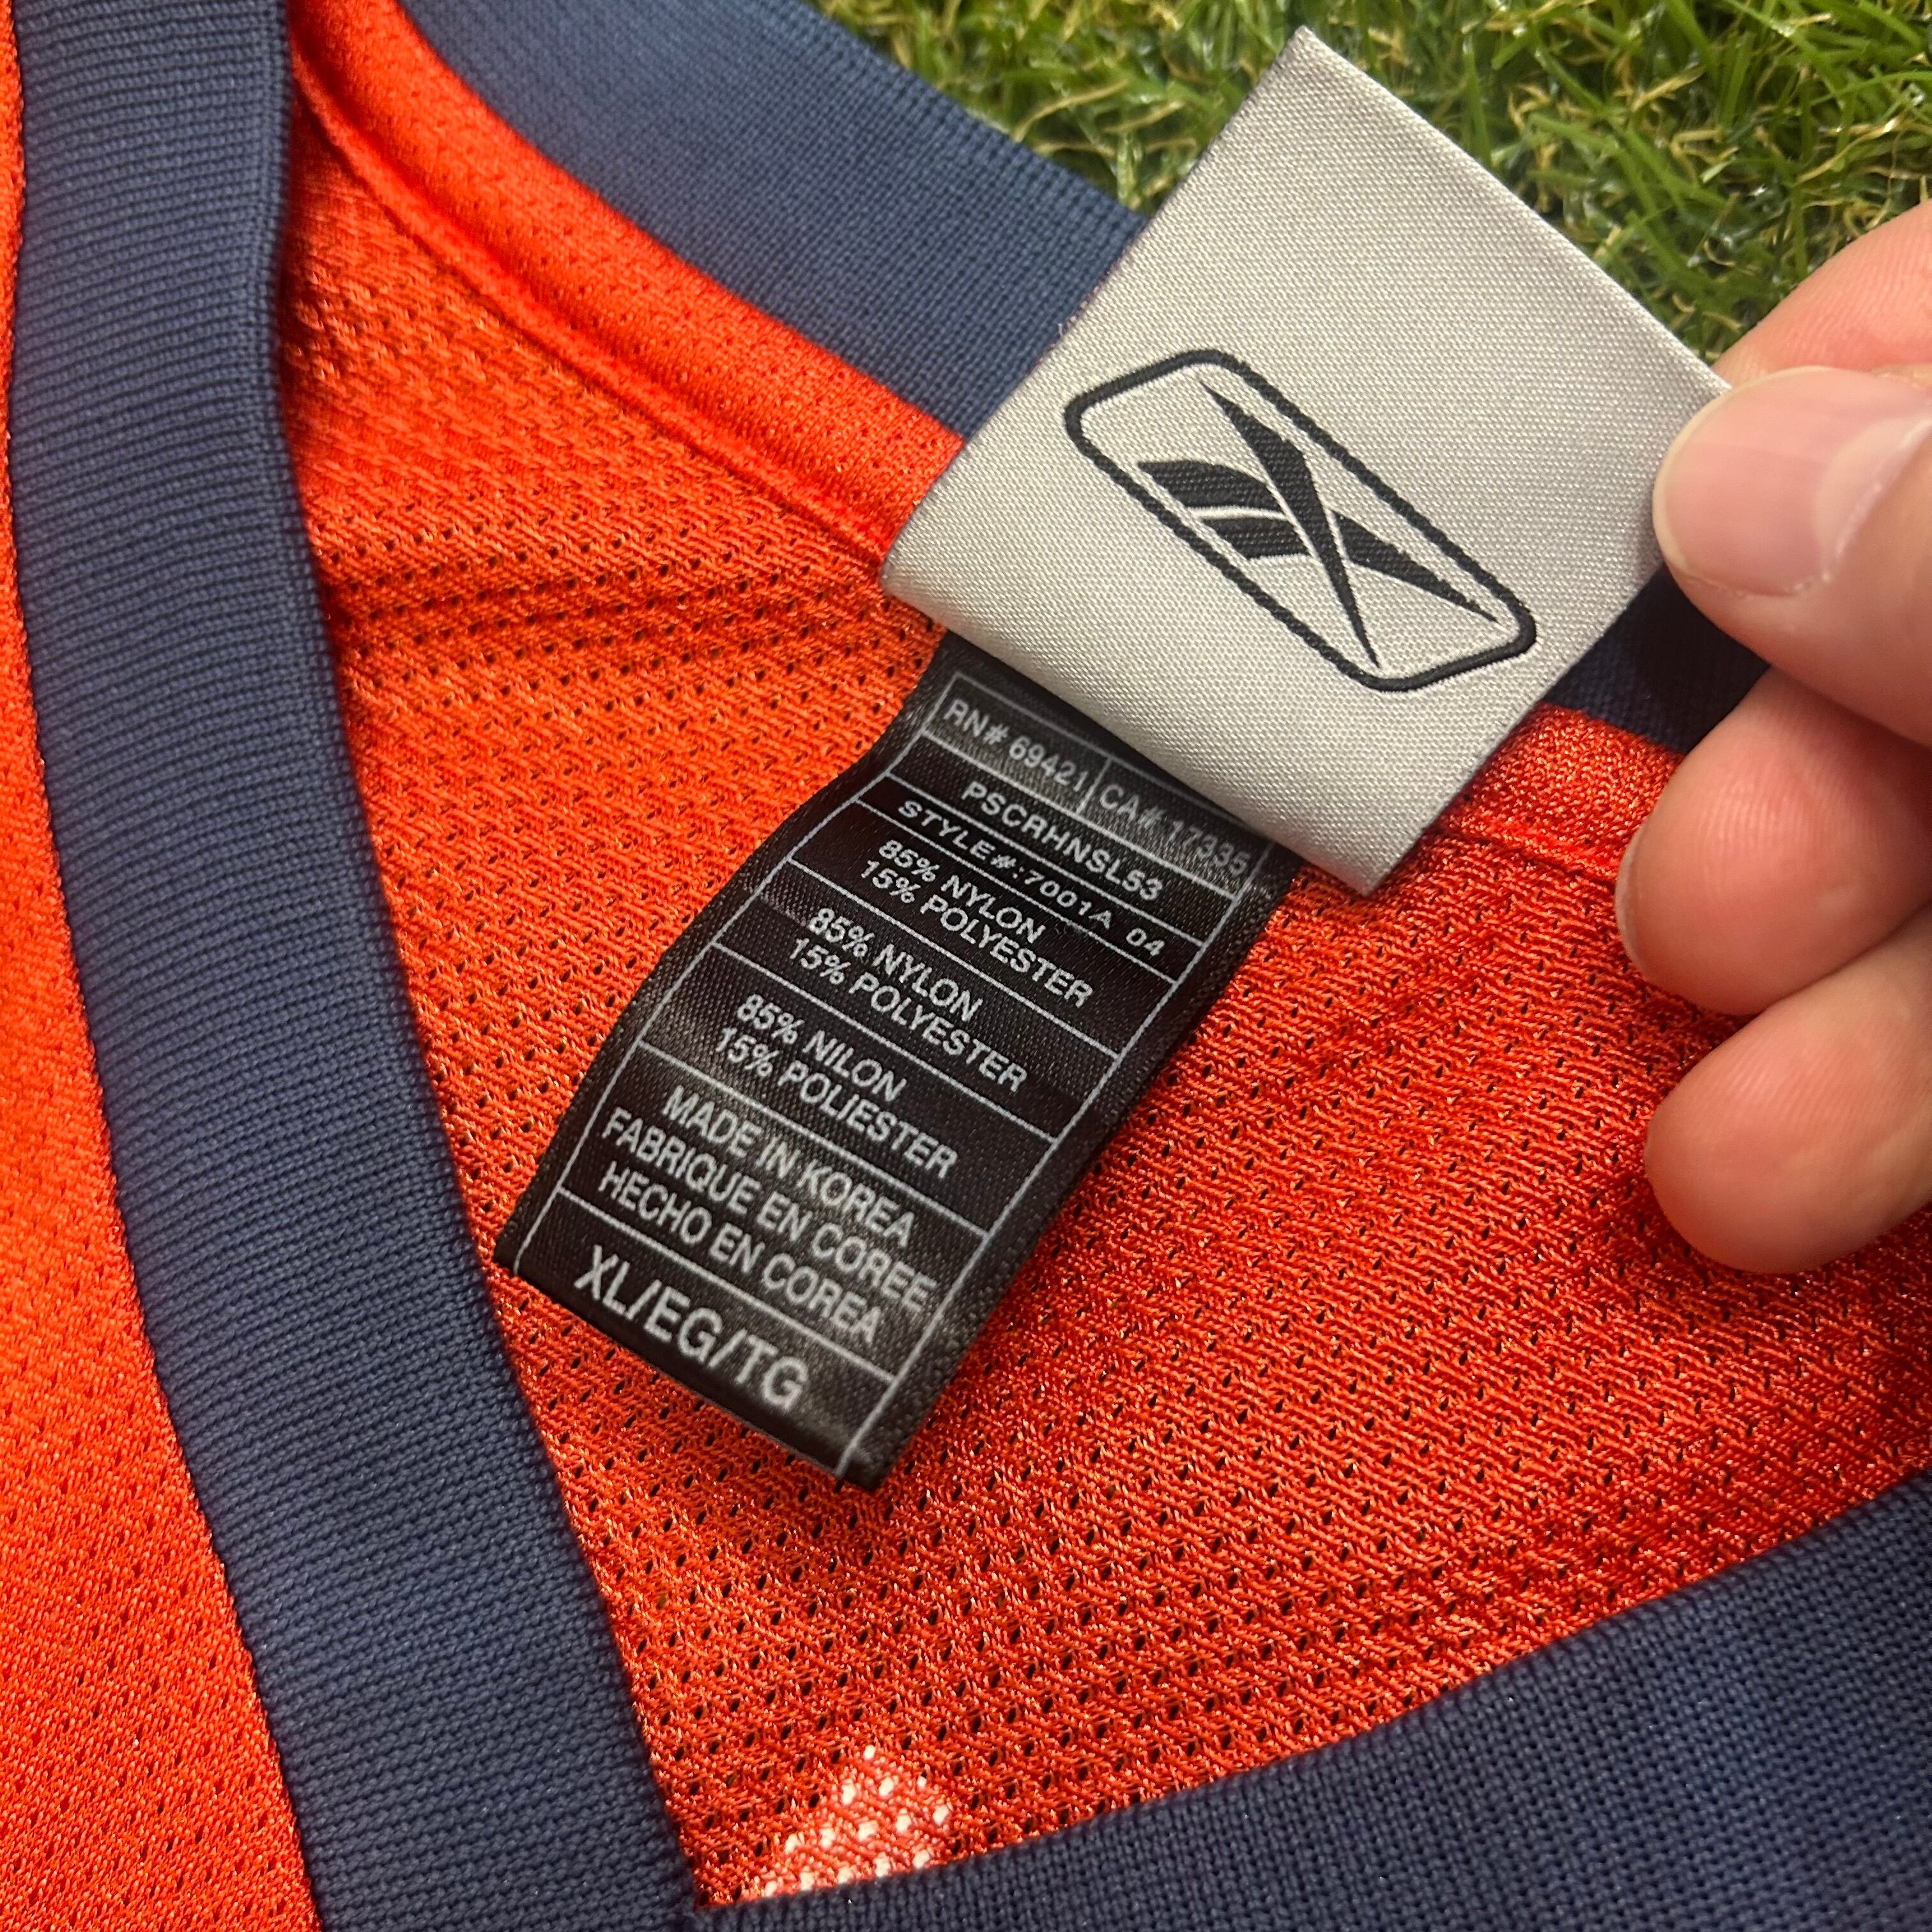 RN# 69421 CA# 17335
PSCRHNSL53
STYLE#:7001A 04
85% NYLON
15% POLYESTER
85% NYLON
15% POLYESTER
85% NILON
15% POLIESTER
MADE IN KOREA
FABRIQUE EN COREE
HECHO EN COREA
XL/EG/TG